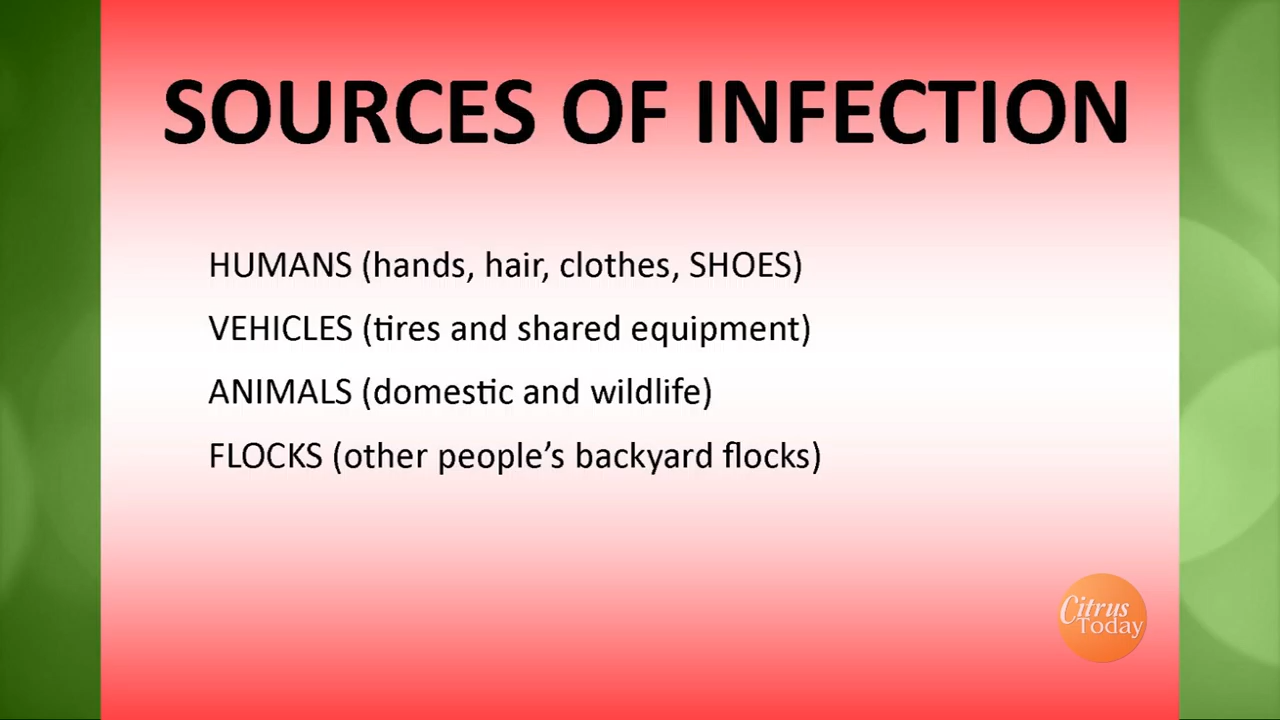 SOURCES OF INFECTION
HUMANS (hands, hair, clothes, SHOES)
VEHICLES (tires and shared equipment)
ANIMALS (domestic and wildlife)
FLOCKS (other people’s backyard flocks)
Citrus
Today